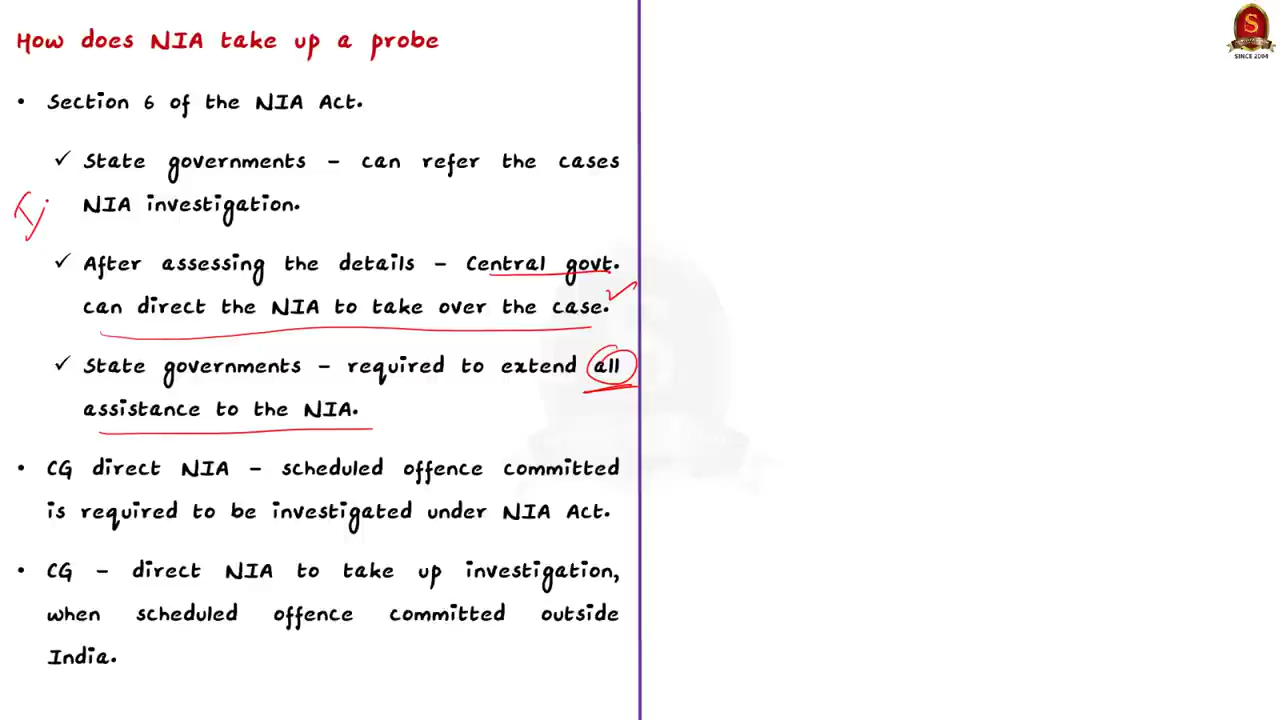 How does NIA take up a probe
• Section 6 of the NIA Act.
✓ State governments - can refer the cases
NIA investigation.
✓ After assessing the details - Central govt.
can direct the NIA to take over the case.
✓ State governments - required to extend all
assistance to the NIA.
• CG direct NIA - scheduled offence committed
is required to be investigated under NIA Act.
• CG - direct NIA to take up investigation,
when scheduled offence committed outside
India.
S
SINCE 2004